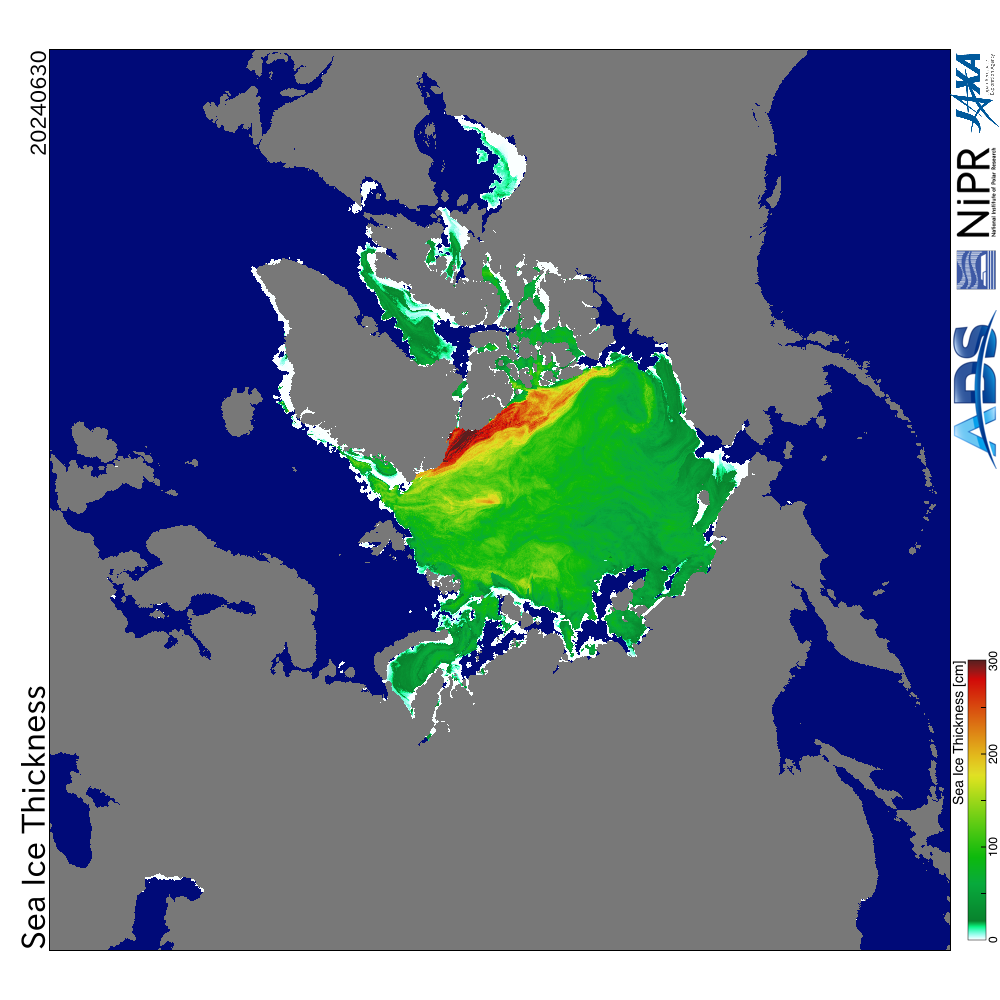 Sea Ice Thickness
20240630
JAXA
NiPR
National Institute of Polar Research
ADS
Sea Ice Thickness [cm]
0
100
200
300